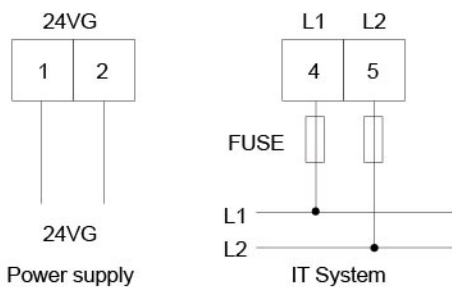 24VG L1 L2
1 2 4 5
FUSE
L1
24VG
L2
Power supply IT System